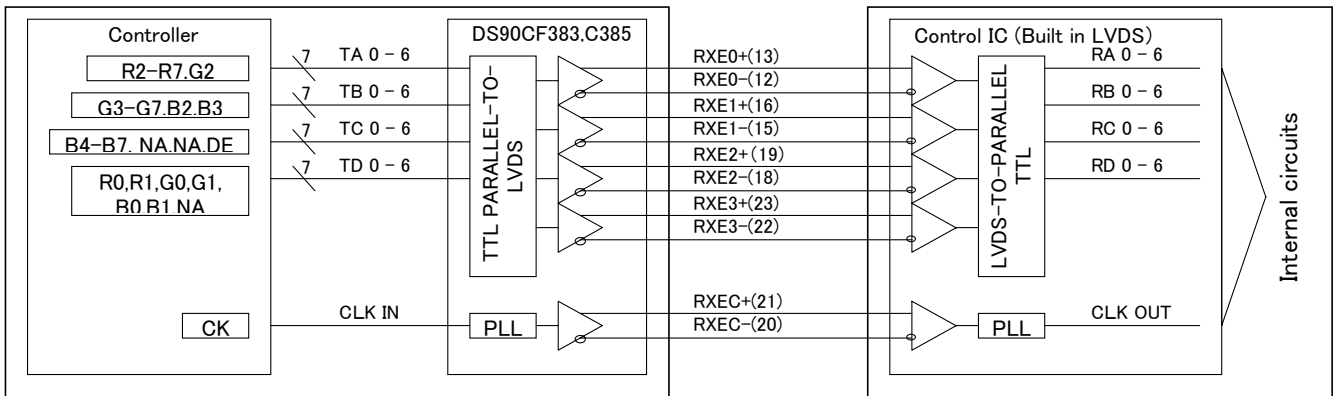 Controller
R2-R7.G2
G3-G7.B2.B3
B4-B7. NA.NA.DE
R0,R1,G0,G1,
B0.B1.NA
CK
7
TA 0 - 6
7
TB 0 - 6
7
TC 0 - 6
7
TD 0 - 6
CLK IN
DS90CF383,C385
TTL PARALLEL-TO-
LVDS
PLL
RXE0+(13)
RXE0-(12)
RXE1+(16)
RXE1-(15)
RXE2+(19)
RXE2-(18)
RXE3+(23)
RXE3-(22)
RXEC+(21)
RXEC-(20)
Control IC (Built in LVDS)
LVDS-TO-PARALLEL
TTL
PLL
RA 0 - 6
RB 0 - 6
RC 0 - 6
RD 0 - 6
CLK OUT
Internal circuits